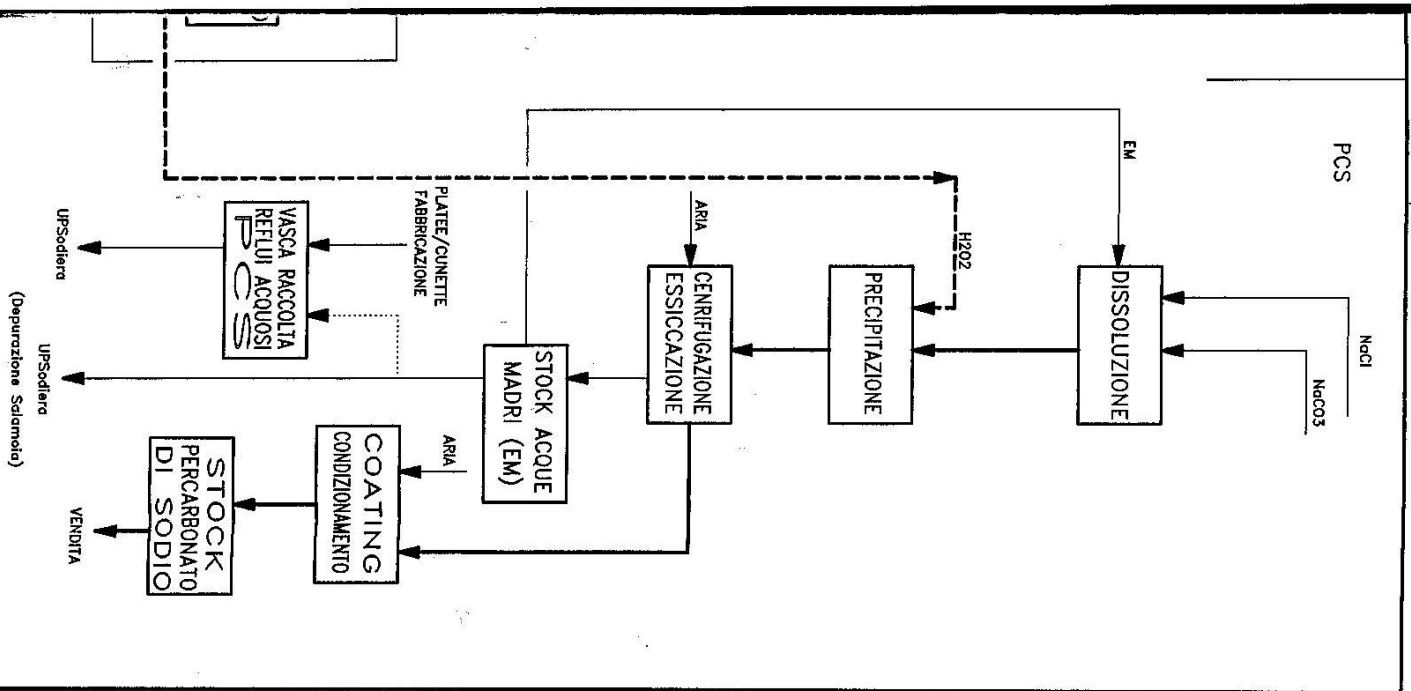 PCS
NaCl
NaCO3
EM
DISSOLUZIONE
H2O2
PRECIPITAZIONE
ARIA
CENRIFUGAZIONE
ESSICCAZIONE
STOCK ACQUE
MADRI (EM)
PLATEE/CUNETTE
FABBRICAZIONE
ARIA
COATING
CONDIZIONAMENTO
VASCA RACCOLTA
REFLUI ACQUOSI
PCS
STOCK
PERCARBONATO
DI SODIO
UPSodiera
UPSodiera
(Depurazione Salamoia)
VENDITA